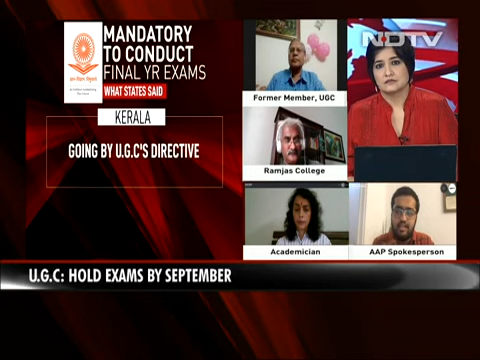 MANDATORY
TO CONDUCT
FINAL YR EXAMS
WHAT STATES SAID
KERALA
GOING BY U.G.C'S DIRECTIVE
NDTV
Former Member, UGC
Ramjas College
Academician
AAP Spokesperson
U.G.C: HOLD EXAMS BY SEPTEMBER